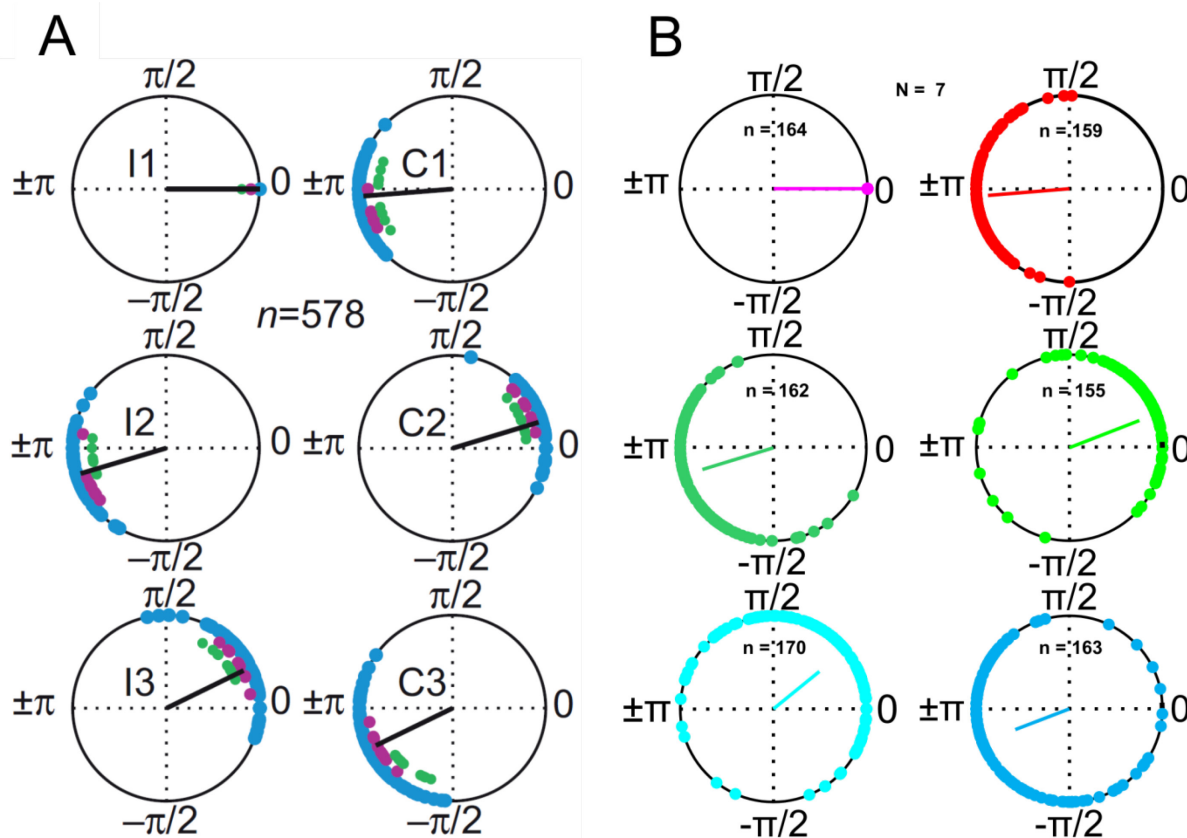 A
B
π/2
π/2
π/2
π/2
N = 7
n = 164
n = 159
I1
C1
±π
0
±π
0
±π
0
±π
0
−π/2
−π/2
-π/2
-π/2
n=578
π/2
π/2
π/2
π/2
n = 162
n = 155
I2
C2
±π
0
±π
0
±π
0
±π
0
−π/2
−π/2
-π/2
-π/2
π/2
π/2
π/2
π/2
n = 170
n = 163
I3
C3
±π
0
±π
0
±π
0
±π
0
−π/2
−π/2
-π/2
-π/2